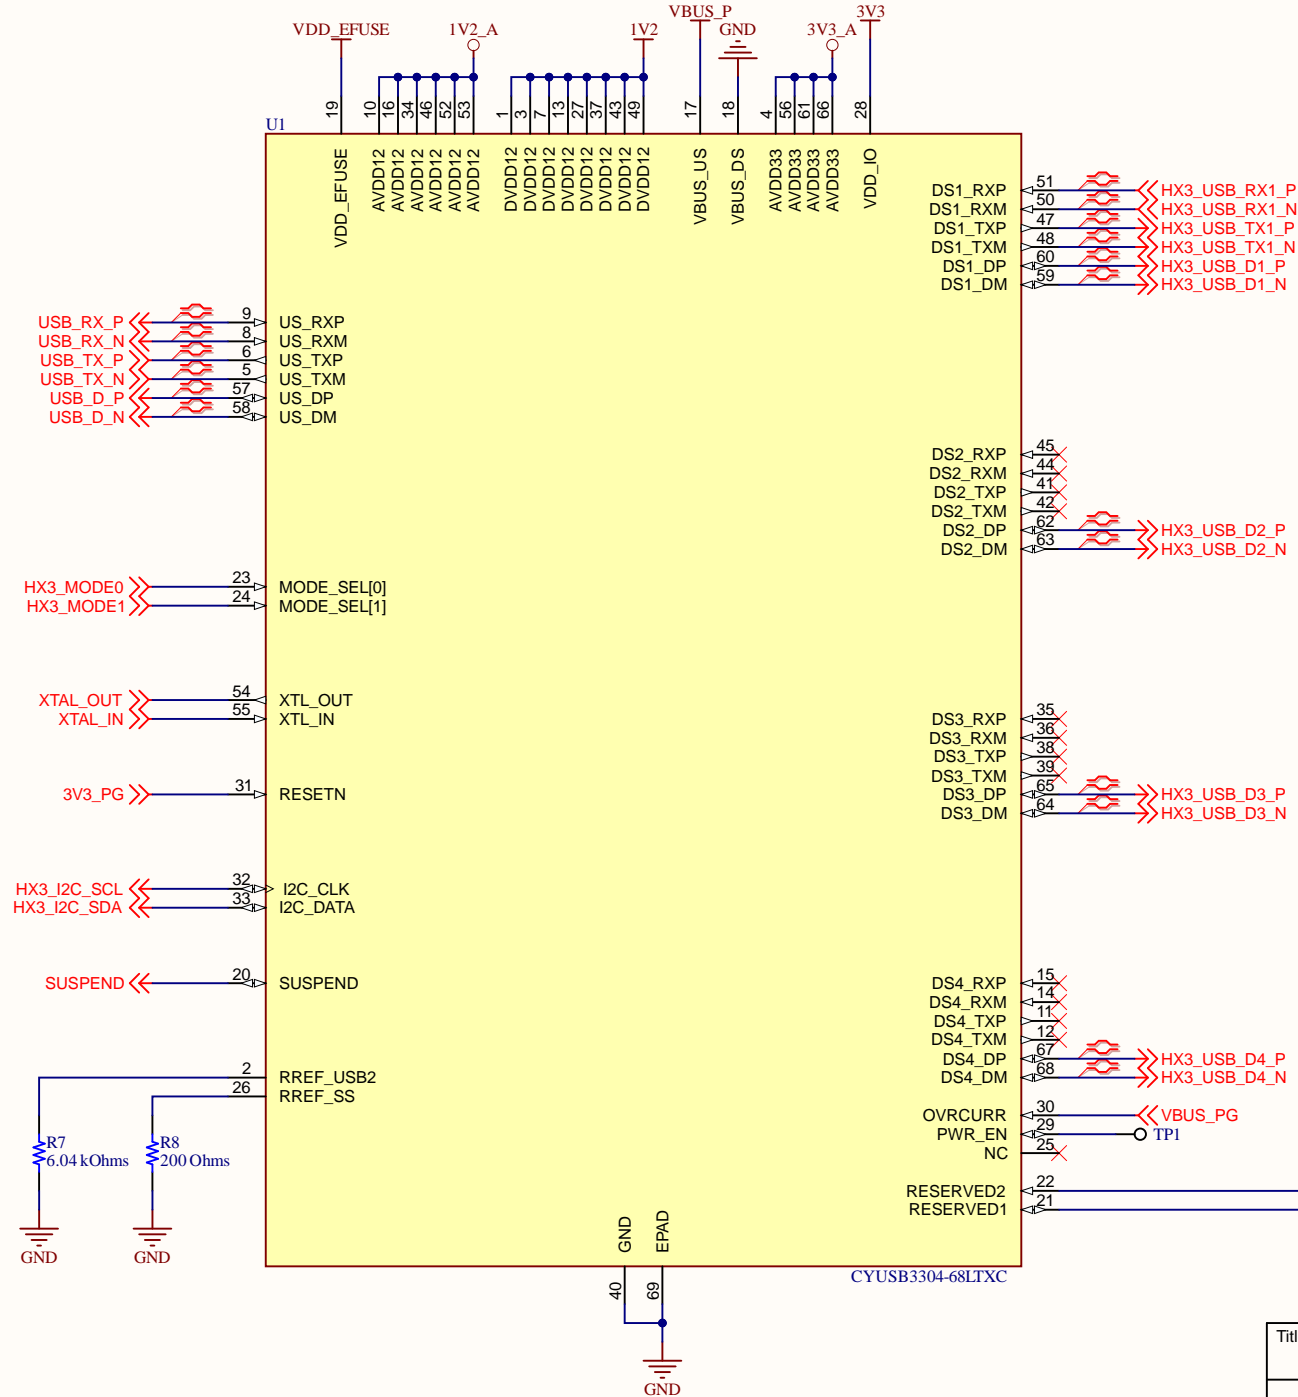 VBUS_P
3V3
VDD_EFUSE
1V2_A
1V2
GND
3V3_A
19
10
16
34
46
52
53
1
3
7
13
27
37
43
49
17
18
4
56
61
66
28
U1
VDD_EFUSE
AVDD12
AVDD12
AVDD12
AVDD12
AVDD12
AVDD12
DVDD12
DVDD12
DVDD12
DVDD12
DVDD12
DVDD12
DVDD12
DVDD12
VBUS_US
VBUS_DS
AVDD33
AVDD33
AVDD33
AVDD33
VDD_IO
DS1_RXP 51 HX3_USB_RX1_P
DS1_RXM 50 HX3_USB_RX1_N
DS1_TXP 47 HX3_USB_TX1_P
DS1_TXM 48 HX3_USB_TX1_N
DS1_DP 60 HX3_USB_D1_P
DS1_DM 59 HX3_USB_D1_N
USB_RX_P 9 US_RXP
USB_RX_N 8 US_RXM
USB_TX_P 6 US_TXP
USB_TX_N 5 US_TXM
USB_D_P 57 US_DP
USB_D_N 58 US_DM
DS2_RXP 45
DS2_RXM 44
DS2_TXP 41
DS2_TXM 42
DS2_DP 62 HX3_USB_D2_P
DS2_DM 63 HX3_USB_D2_N
HX3_MODE0 23 MODE_SEL[0]
HX3_MODE1 24 MODE_SEL[1]
XTAL_OUT 54 XTL_OUT
XTAL_IN 55 XTL_IN
DS3_RXP 35
DS3_RXM 36
DS3_TXP 38
DS3_TXM 39
DS3_DP 65 HX3_USB_D3_P
DS3_DM 64 HX3_USB_D3_N
3V3_PG 31 RESETN
HX3_I2C_SCL 32 I2C_CLK
HX3_I2C_SDA 33 I2C_DATA
SUSPEND 20 SUSPEND
DS4_RXP 15
DS4_RXM 14
DS4_TXP 11
DS4_TXM 12
DS4_DP 67 HX3_USB_D4_P
DS4_DM 68 HX3_USB_D4_N
2 RREF_USB2
26 RREF_SS
OVRCURR 30 VBUS_PG
PWR_EN 29 TP1
NC 25
R7
6.04 kOhms
R8
200 Ohms
RESERVED2 22
RESERVED1 21
GND
GND
GND
EPAD
CYUSB3304-68LTXC
40
69
GND